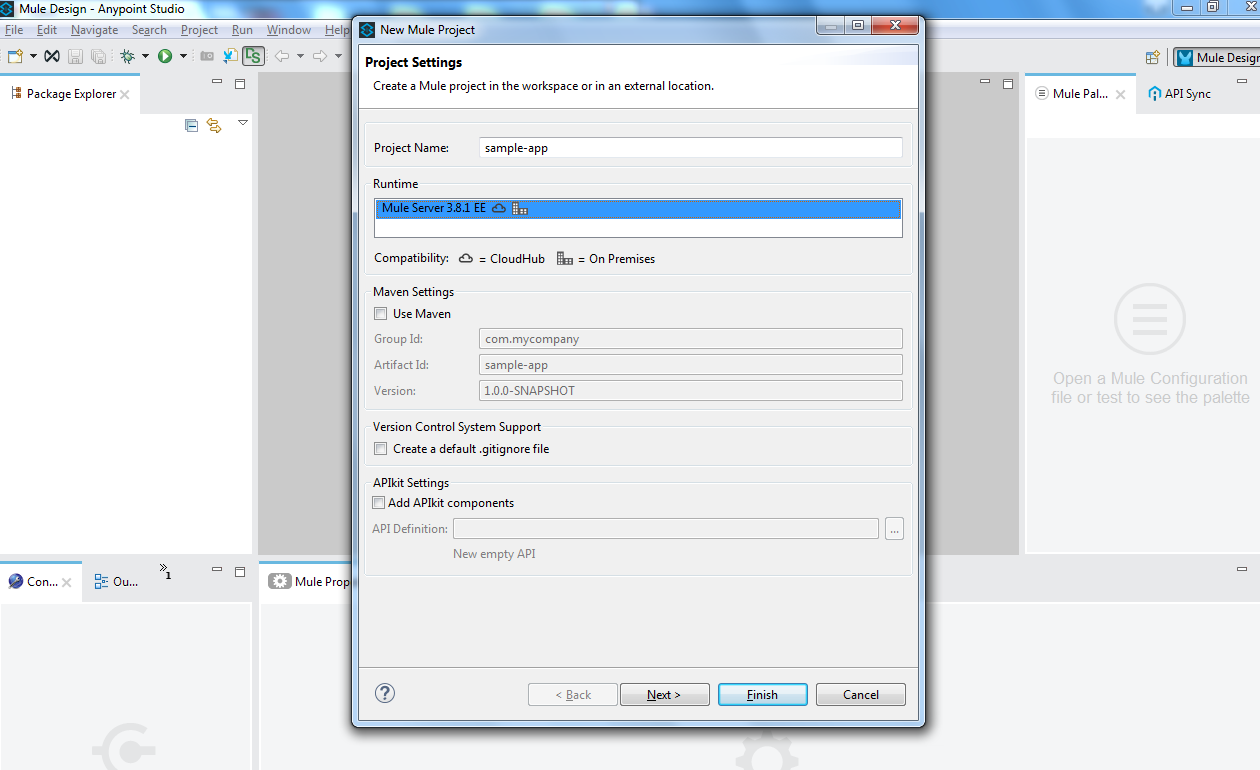 Mule Design - Anypoint Studio
File Edit Navigate Search Project Run Window Help
Mule Design
Package Explorer
New Mule Project
Project Settings
Create a Mule project in the workspace or in an external location.
Project Name: sample-app
Runtime
Mule Server 3.8.1 EE
Compatibility: = CloudHub = On Premises
Maven Settings
Use Maven
Group Id: com.mycompany
Artifact Id: sample-app
Version: 1.0.0-SNAPSHOT
Version Control System Support
Create a default .gitignore file
APIkit Settings
Add APIkit components
API Definition: ...
New empty API
? < Back Next > Finish Cancel
Mule Pal... API Sync
Open a Mule Configuration
file or test to see the palette
Con... Ou... »1
Mule Prop